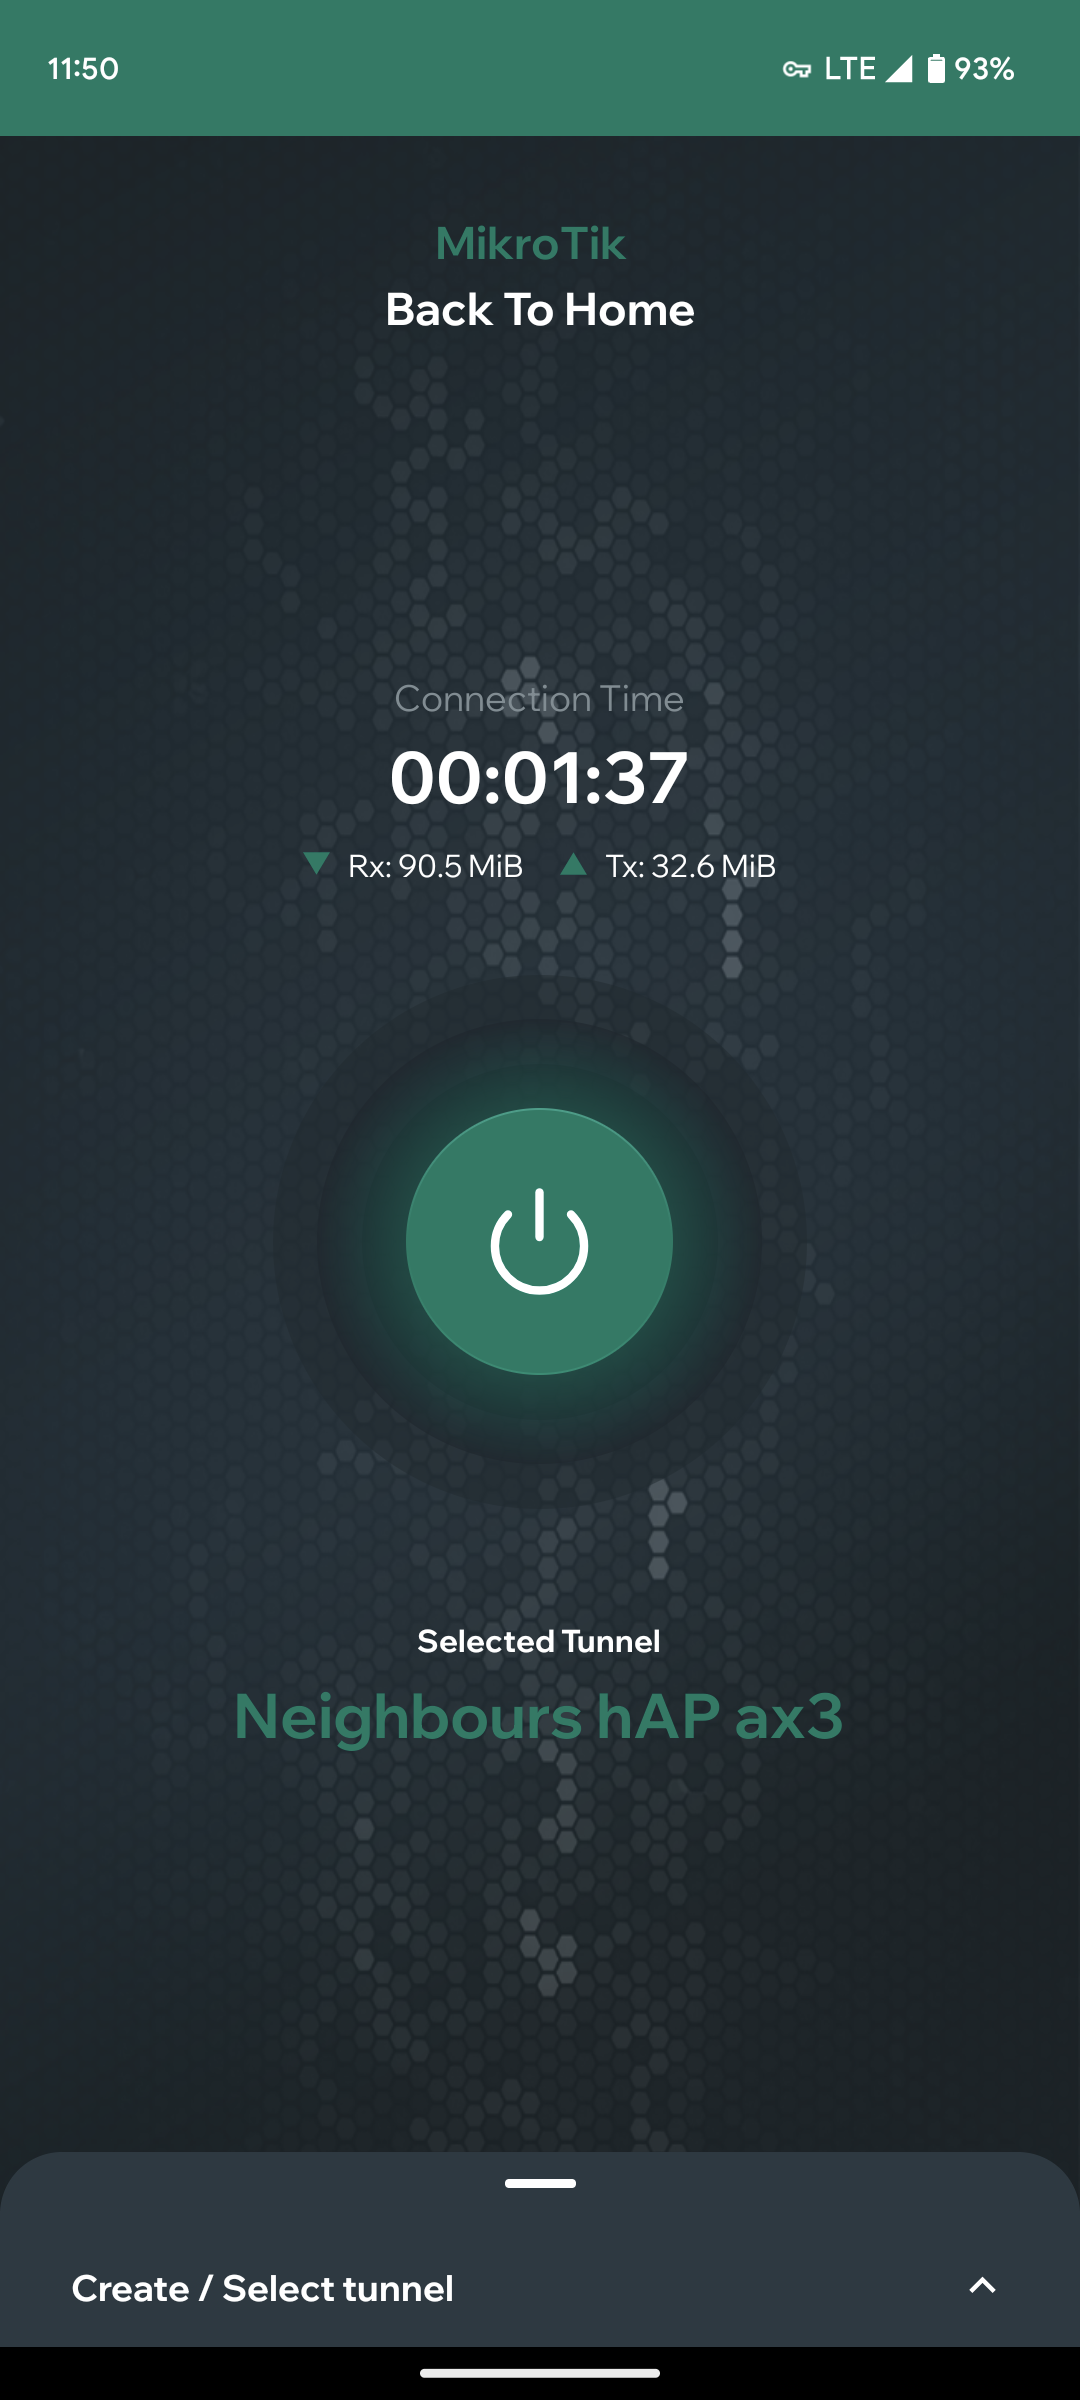 11:50
LTE 93%
MikroTik
Back To Home
Connection Time
00:01:37
Rx: 90.5 MiB Tx: 32.6 MiB
Selected Tunnel
Neighbours hAP ax3
Create / Select tunnel